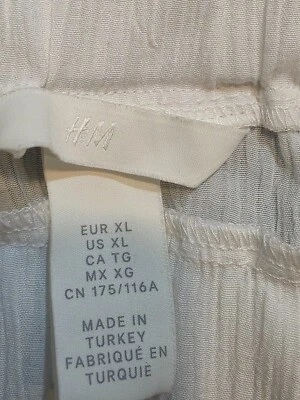 H&M
EUR XL
US XL
CA TG
MX XG
CN 175/116A
MADE IN
TURKEY
FABRIQUÉ EN
TURQUIE